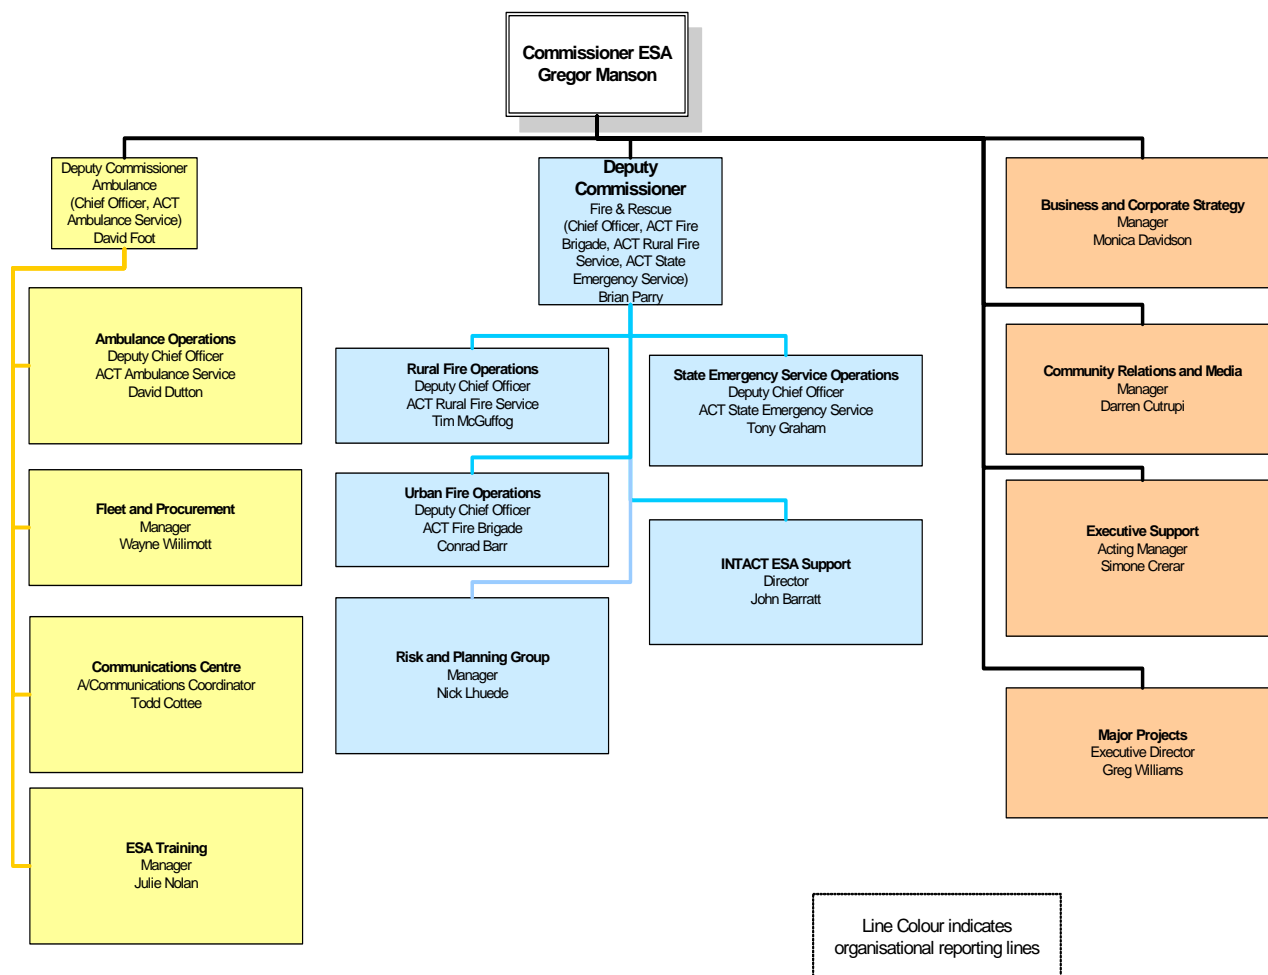 Commissioner ESA
Gregor Manson
Deputy Commissioner
Ambulance
(Chief Officer, ACT
Ambulance Service)
David Foot
Ambulance Operations
Deputy Chief Officer
ACT Ambulance Service
David Dutton
Fleet and Procurement
Manager
Wayne Wiilimott
Communications Centre
A/Communications Coordinator
Todd Cottee
ESA Training
Manager
Julie Nolan
Deputy
Commissioner
Fire & Rescue
(Chief Officer, ACT Fire
Brigade, ACT Rural Fire
Service, ACT State
Emergency Service)
Brian Parry
Rural Fire Operations
Deputy Chief Officer
ACT Rural Fire Service
Tim McGuffog
State Emergency Service Operations
Deputy Chief Officer
ACT State Emergency Service
Tony Graham
Urban Fire Operations
Deputy Chief Officer
ACT Fire Brigade
Conrad Barr
INTACT ESA Support
Director
John Barratt
Risk and Planning Group
Manager
Nick Lhuede
Business and Corporate Strategy
Manager
Monica Davidson
Community Relations and Media
Manager
Darren Cutrupi
Executive Support
Acting Manager
Simone Crerar
Major Projects
Executive Director
Greg Williams
Line Colour indicates
organisational reporting lines